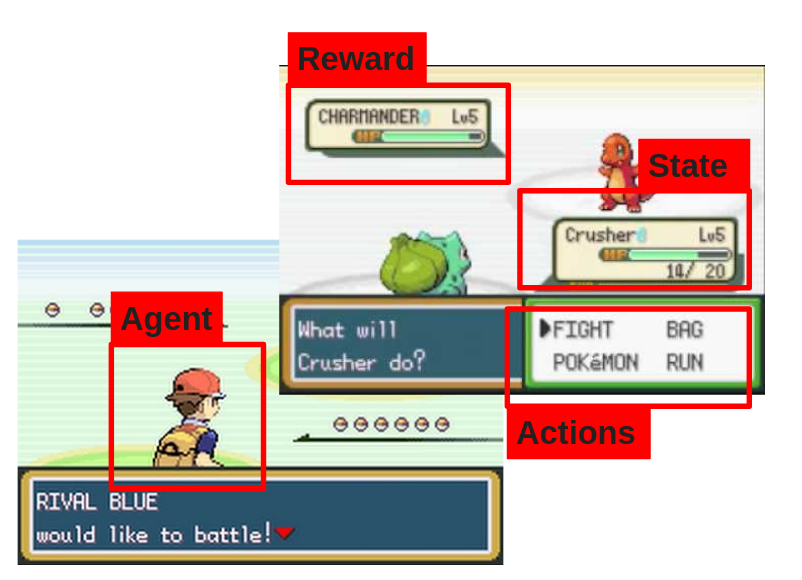 Reward
CHARMANDER Lv5
HP
State
Crusher Lv5
HP
14/ 20
What will
Crusher do?
FIGHT BAG
POKéMON RUN
Actions
Agent
RIVAL BLUE
would like to battle!